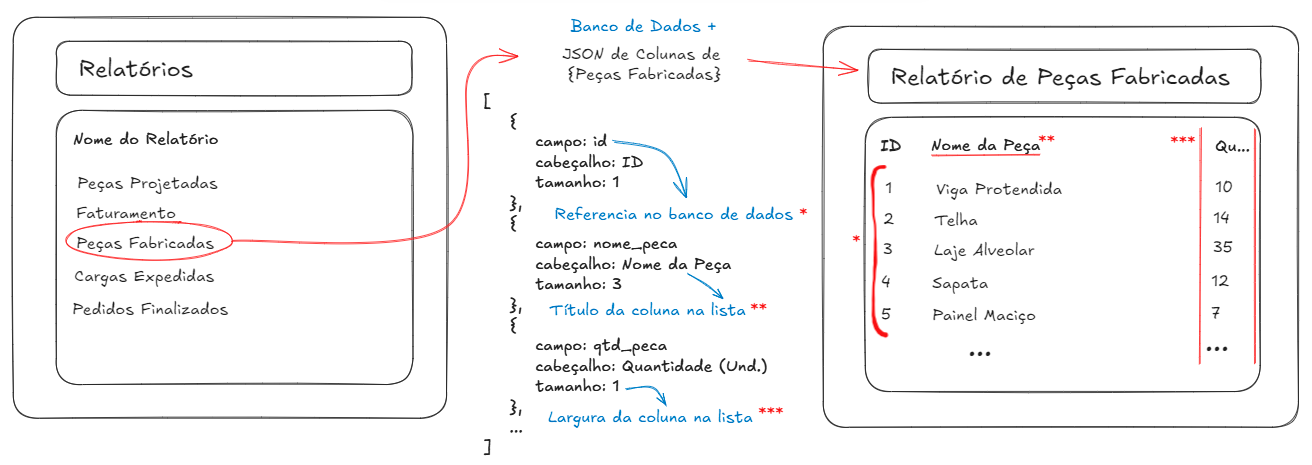 Relatórios
Nome do Relatório
Peças Projetadas
Faturamento
Peças Fabricadas
Cargas Expedidas
Pedidos Finalizados
Banco de Dados +
JSON de Colunas de
{Peças Fabricadas}
[
{
campo: id
cabeçalho: ID
tamanho: 1
},
Referencia no banco de dados *
{
campo: nome_peca
cabeçalho: Nome da Peça
tamanho: 3
},
Título da coluna na lista **
{
campo: qtd_peca
cabeçalho: Quantidade (Und.)
tamanho: 1
},
Largura da coluna na lista ***
...
]
Relatório de Peças Fabricadas
ID Nome da Peça** *** Qu...
1 Viga Protendida 10
2 Telha 14
* 3 Laje Alveolar 35
4 Sapata 12
5 Painel Maciço 7
... ...